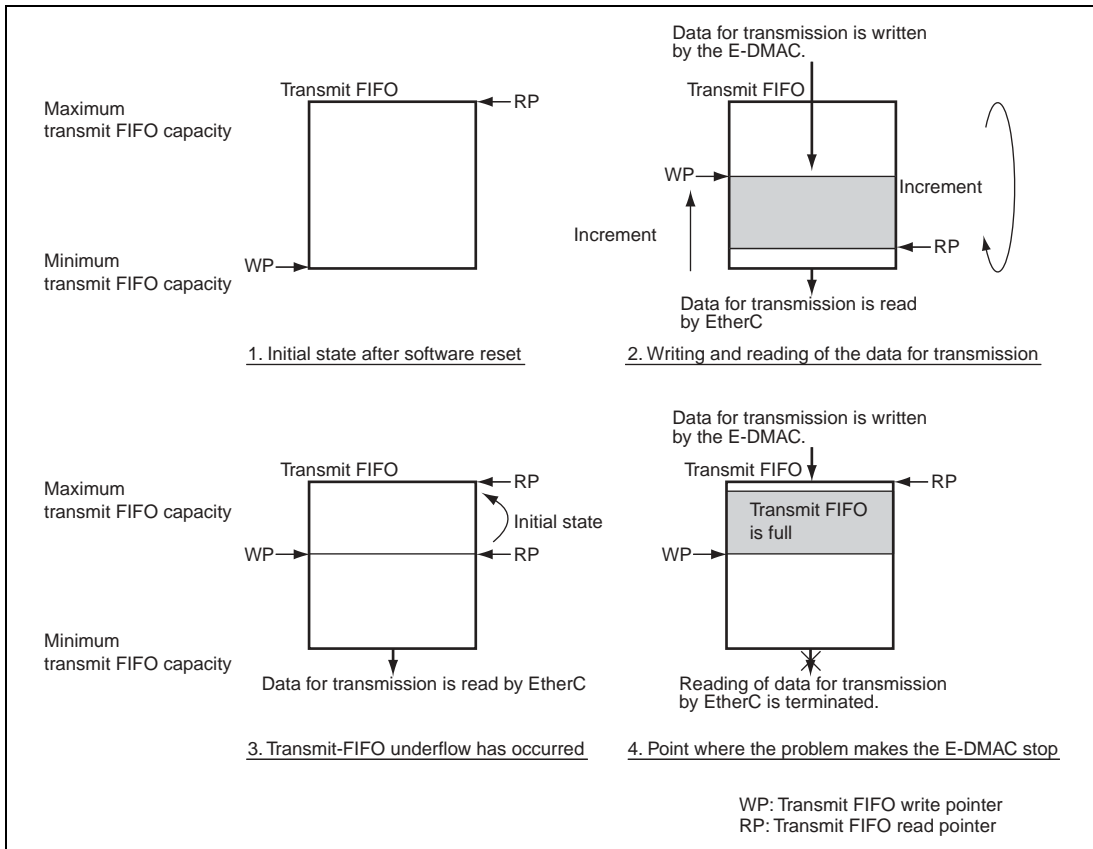 Transmit FIFO
RP
Maximum
transmit FIFO capacity
WP
Minimum
transmit FIFO capacity
1. Initial state after software reset
Data for transmission is written
by the E-DMAC.
Transmit FIFO
WP
Increment
Increment
RP
Data for transmission is read
by EtherC
2. Writing and reading of the data for transmission
Transmit FIFO
RP
Maximum
transmit FIFO capacity
Initial state
WP
RP
Minimum
transmit FIFO capacity
Data for transmission is read by EtherC
3. Transmit-FIFO underflow has occurred
Data for transmission is written
by the E-DMAC.
Transmit FIFO
RP
Transmit FIFO
is full
WP
Reading of data for transmission
by EtherC is terminated.
4. Point where the problem makes the E-DMAC stop
WP: Transmit FIFO write pointer
RP: Transmit FIFO read pointer